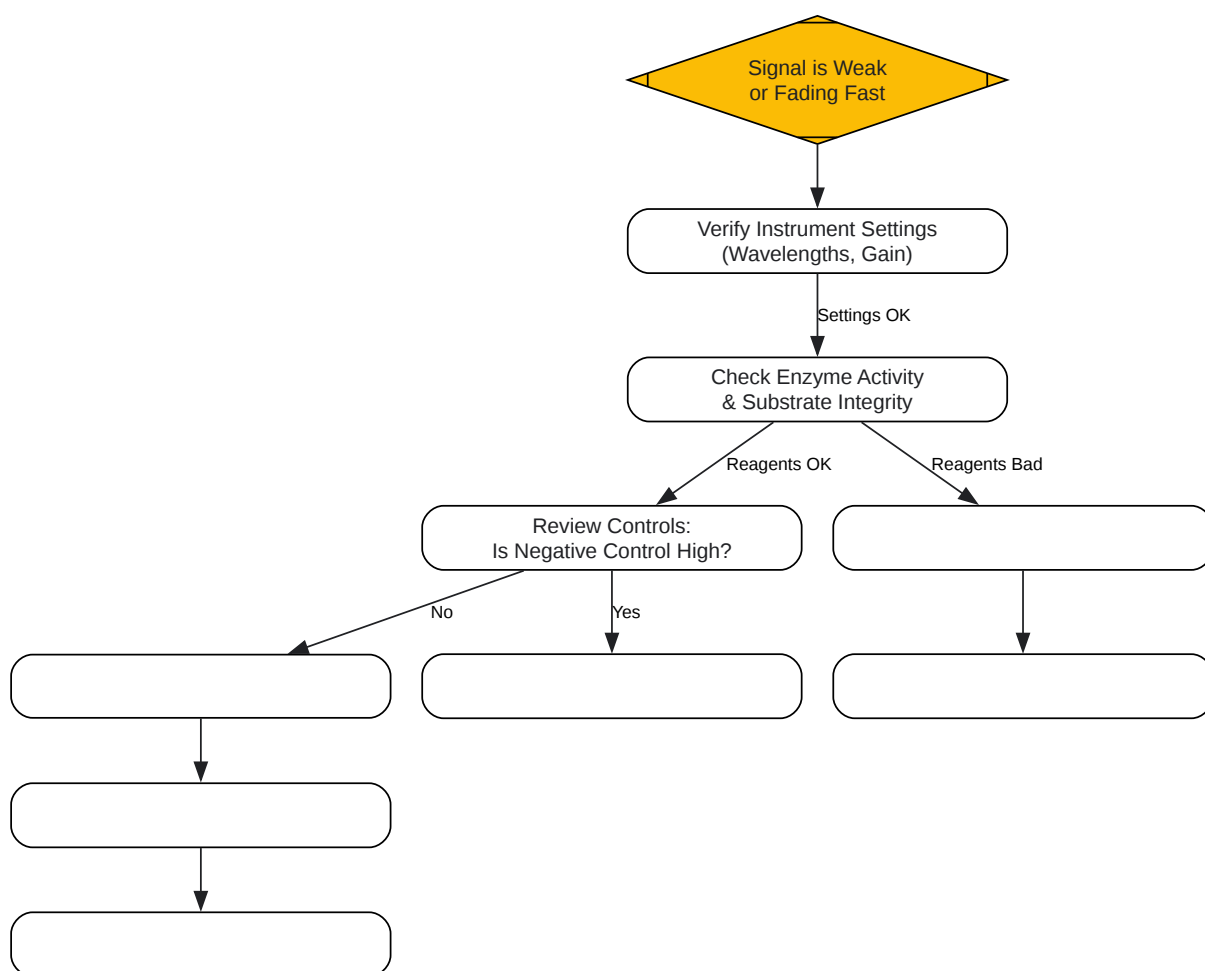 Signal is Weak
or Fading Fast
Verify Instrument Settings
(Wavelengths, Gain)
Settings OK
Check Enzyme Activity
& Substrate Integrity
Reagents OK
Reagents Bad
Review Controls:
Is Negative Control High?
No
Yes